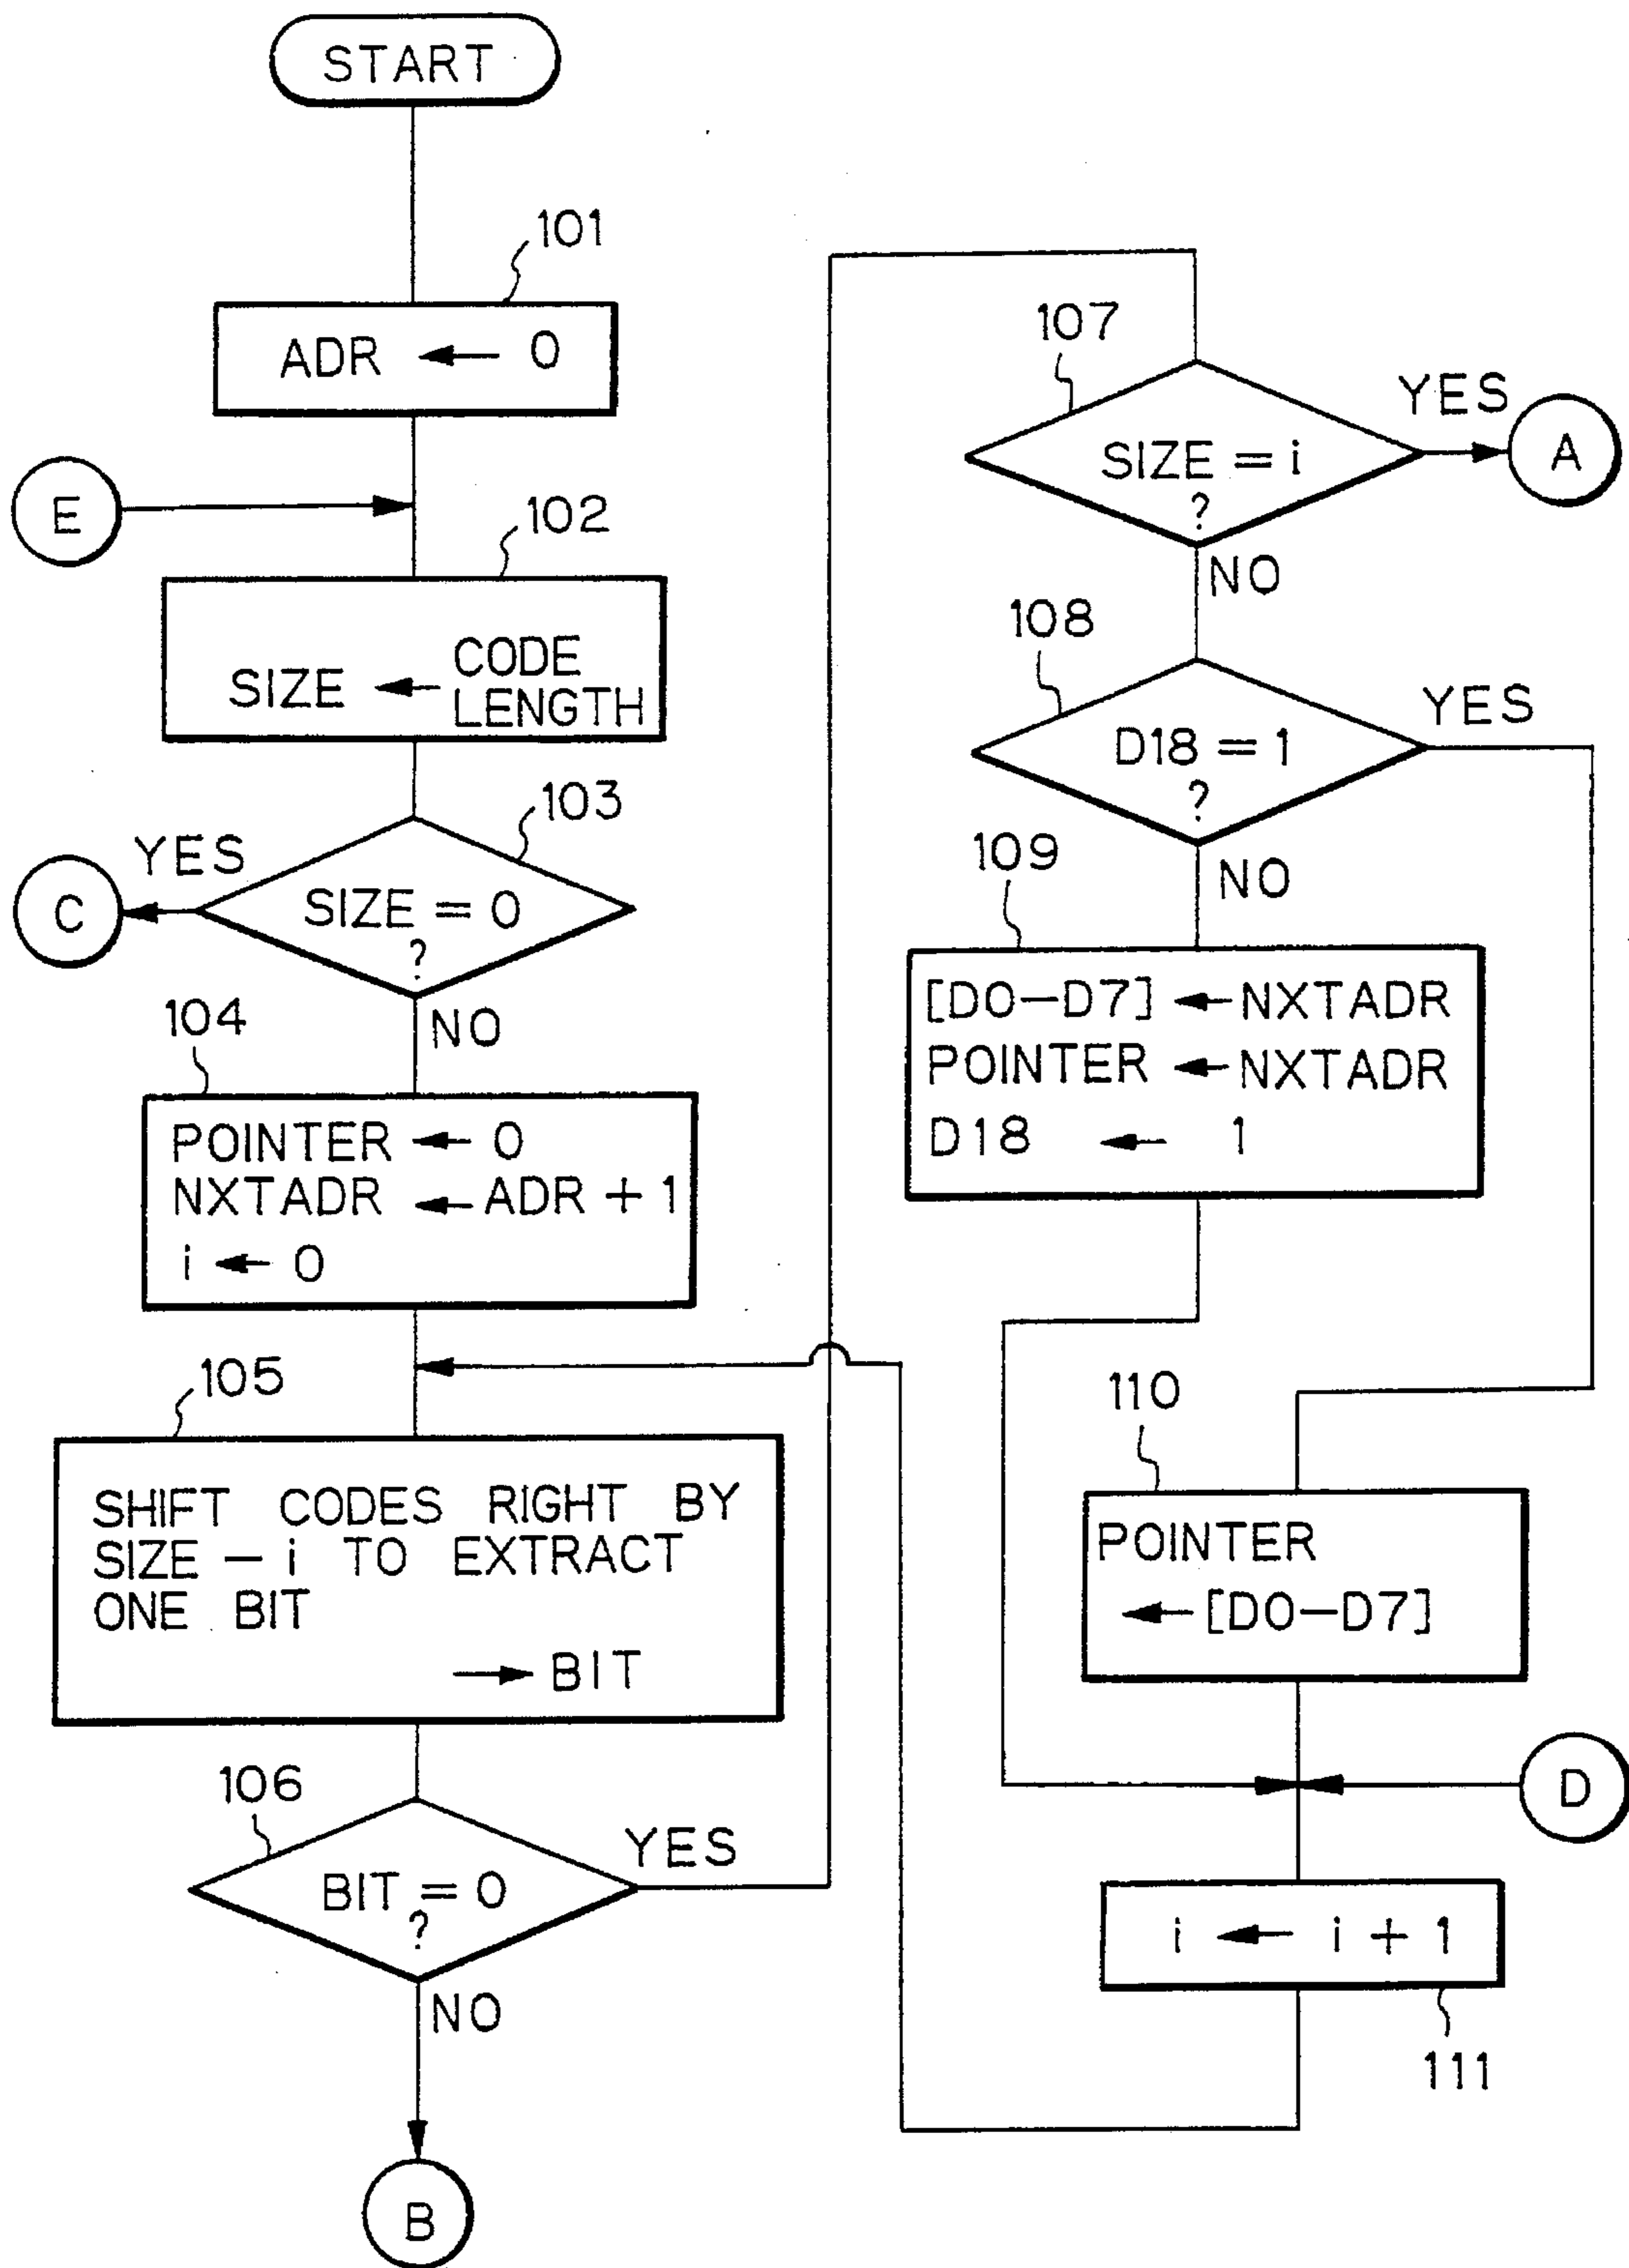 START
101
ADR ← 0
E
102
SIZE ← CODE
LENGTH
103
YES
C
SIZE = 0
?
NO
104
POINTER ← 0
NXTADR ← ADR + 1
i ← 0
105
SHIFT CODES RIGHT BY
SIZE - i TO EXTRACT
ONE BIT
→ BIT
106
YES
BIT = 0
?
NO
B
107
YES
A
SIZE = i
?
NO
108
YES
D18 = 1
?
NO
109
[D0-D7] ← NXTADR
POINTER ← NXTADR
D18 ← 1
110
POINTER
← [D0-D7]
D
i ← i + 1
111